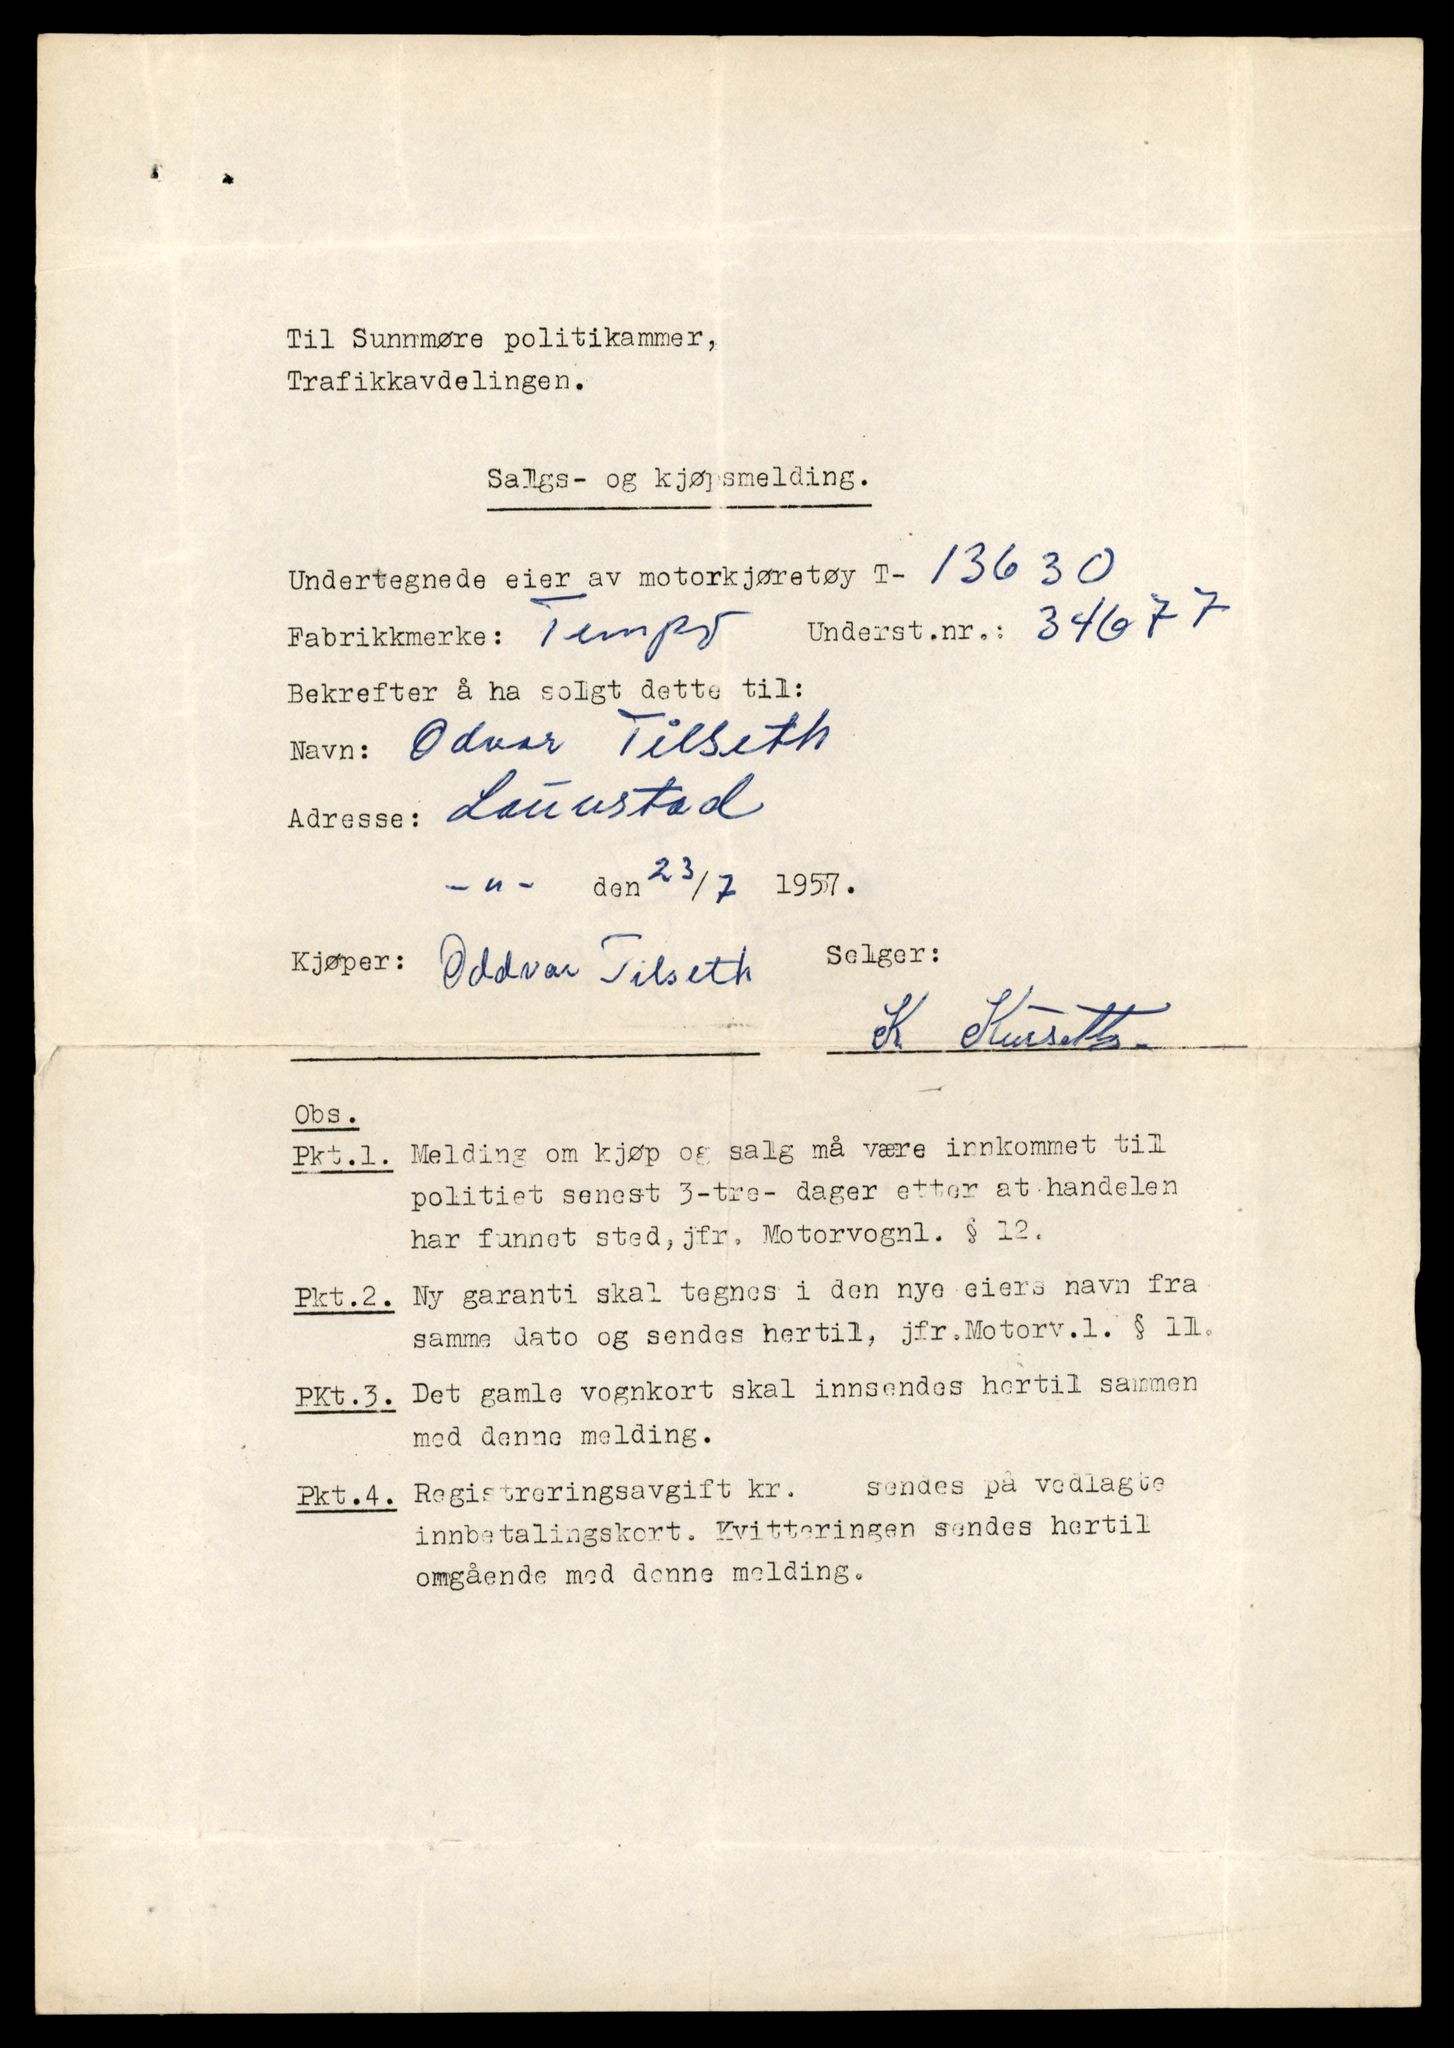 Til Sunnmøre politikammer,
Trafikkavdelingen.
Salgs- og kjøpsmelding.
Undertegnede eier av motorkjøretøy T- 13630
Fabrikkmerke: Tempo Underst.nr.: 34677
Bekrefter å ha solgt dette til:
Navn: Odvar Tilseth
Adresse: Lauustad
-"- den 23/7 1957.
Kjøper: Oddvar Tilseth Selger:
K Kursetts
Obs.
Pkt.1. Melding om kjøp og salg må være innkommet til
politiet senest 3-tre- dager etter at handelen
har funnet sted, jfr. Motorvognl. § 12.
Pkt.2. Ny garanti skal tegnes i den nye eiers navn fra
samme dato og sendes hertil, jfr.Motorv.l. § 11.
PKt.3. Det gamle vognkort skal innsendes hertil sammen
med denne melding.
Pkt.4. Registreringsavgift kr. sendes på vedlagte
innbetalingskort. Kvitteringen sendes hertil
omgående med denne melding.